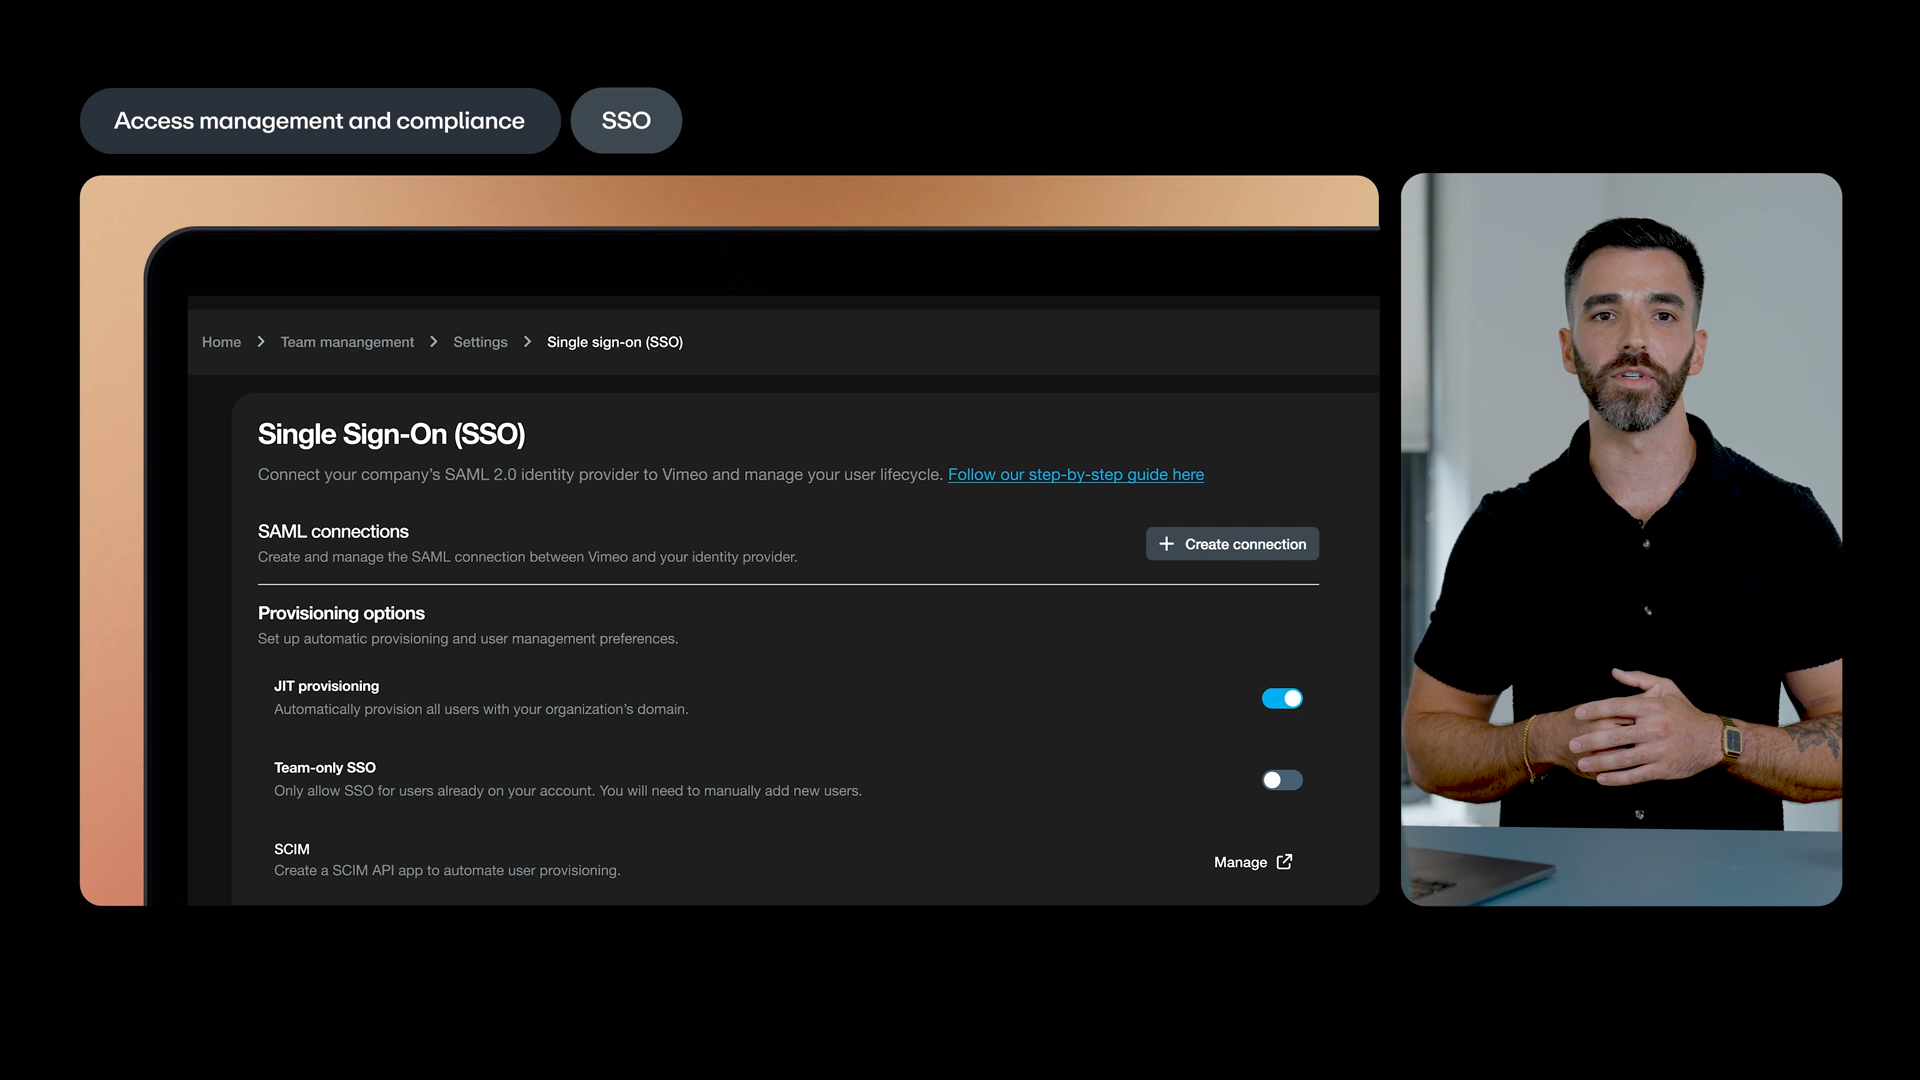 Access management and compliance
SSO
Home > Team manangement > Settings > Single sign-on (SSO)
Single Sign-On (SSO)
Connect your company’s SAML 2.0 identity provider to Vimeo and manage your user lifecycle. Follow our step-by-step guide here
SAML connections
Create and manage the SAML connection between Vimeo and your identity provider.
+ Create connection
Provisioning options
Set up automatic provisioning and user management preferences.
JIT provisioning
Automatically provision all users with your organization’s domain.
Team-only SSO
Only allow SSO for users already on your account. You will need to manually add new users.
SCIM
Create a SCIM API app to automate user provisioning.
Manage